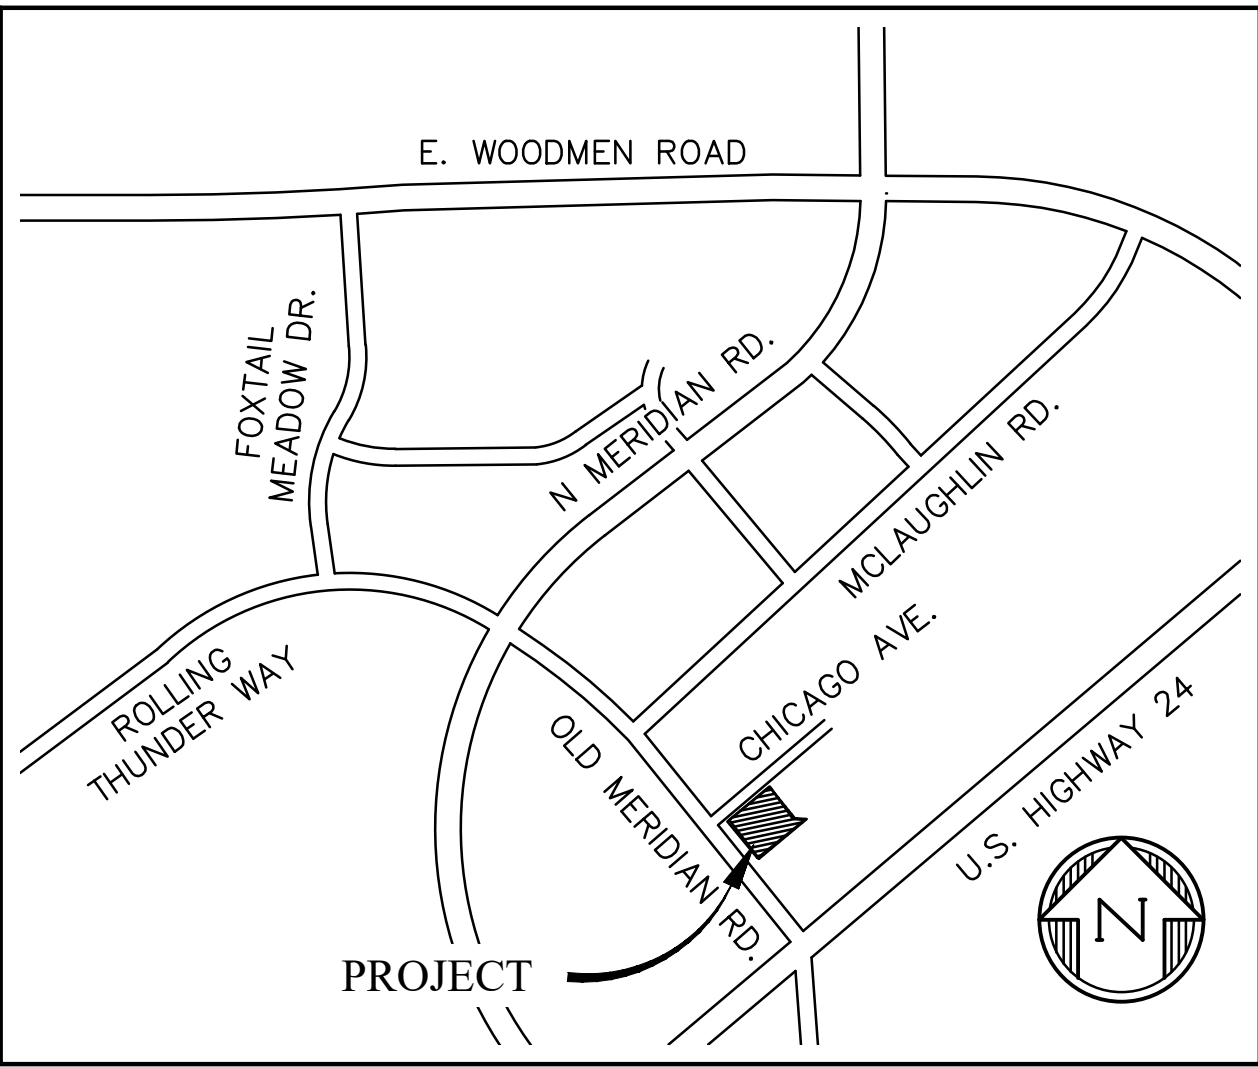 E. WOODMEN ROAD
FOXTAIL
MEADOW DR.
N MERIDIAN RD.
MCLAUGHLIN RD.
CHICAGO AVE.
ROLLING
THUNDER WAY
OLD MERIDIAN RD.
U.S. HIGHWAY 24
N
PROJECT